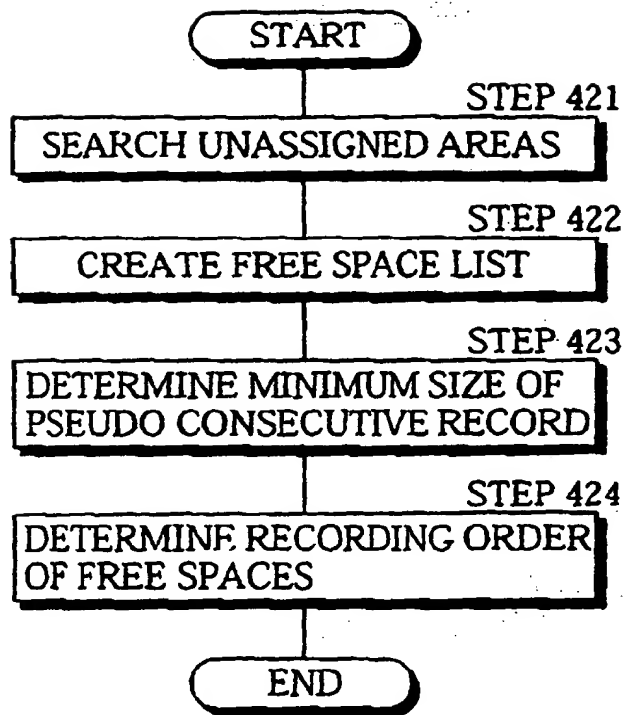 START
STEP 421
SEARCH UNASSIGNED AREAS
STEP 422
CREATE FREE SPACE LIST
STEP 423
DETERMINE MINIMUM SIZE OF
PSEUDO CONSECUTIVE RECORD
STEP 424
DETERMINE RECORDING ORDER
OF FREE SPACES
END